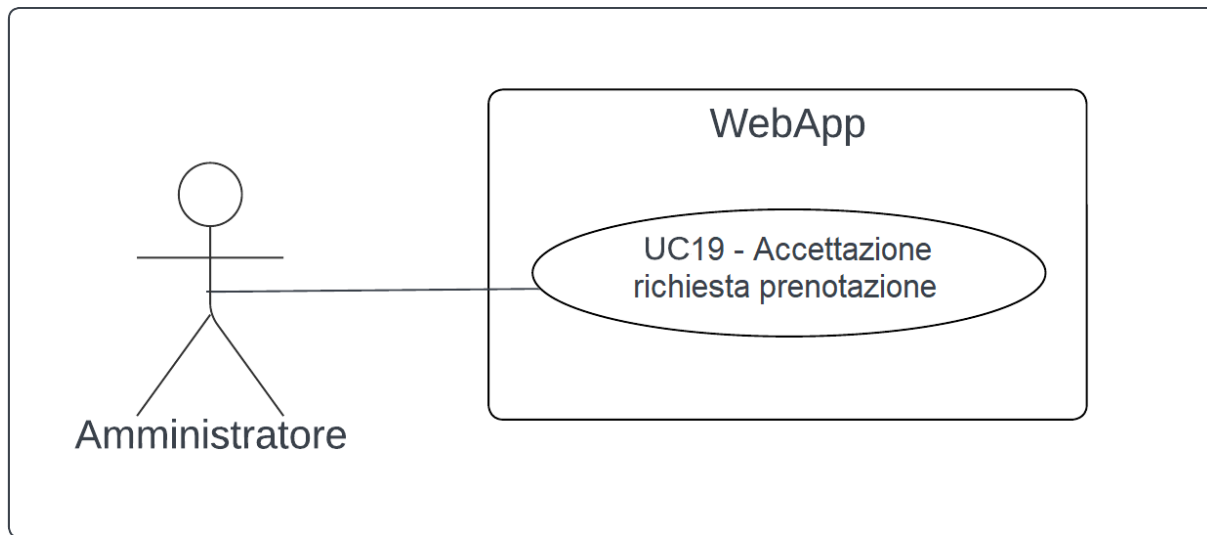 WebApp
UC19 - Accettazione
richiesta prenotazione
Amministratore